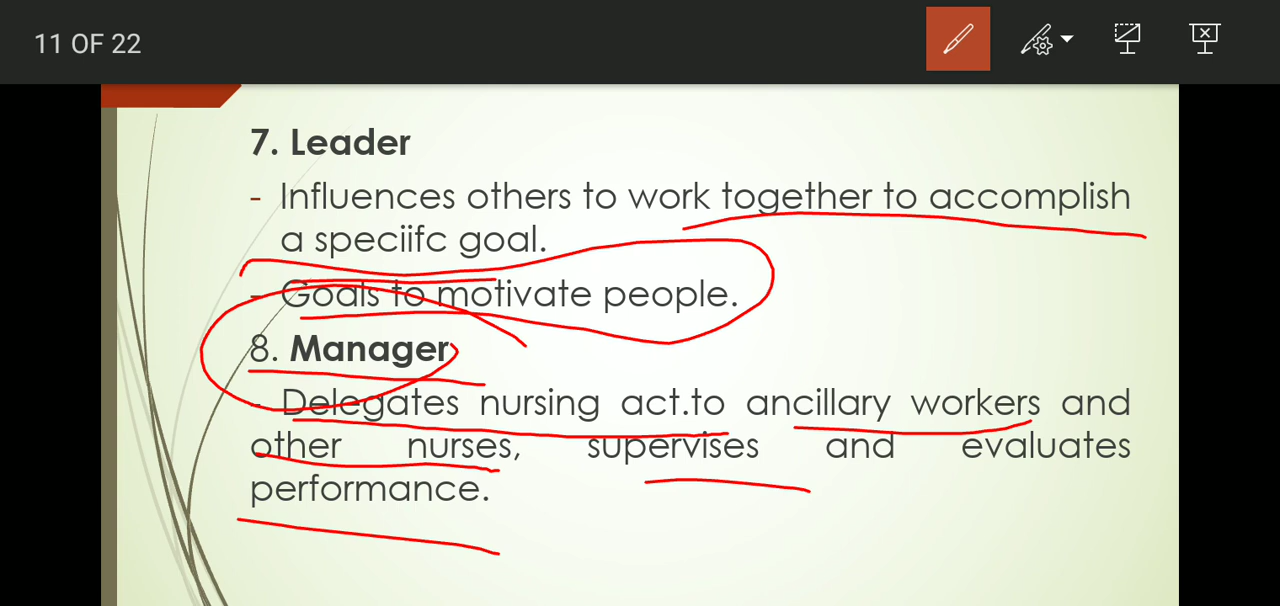 11 OF 22
7. Leader
- Influences others to work together to accomplish
a speciifc goal.
- Goals to motivate people.
8. Manager
- Delegates nursing act.to ancillary workers and
other nurses, supervises and evaluates
performance.